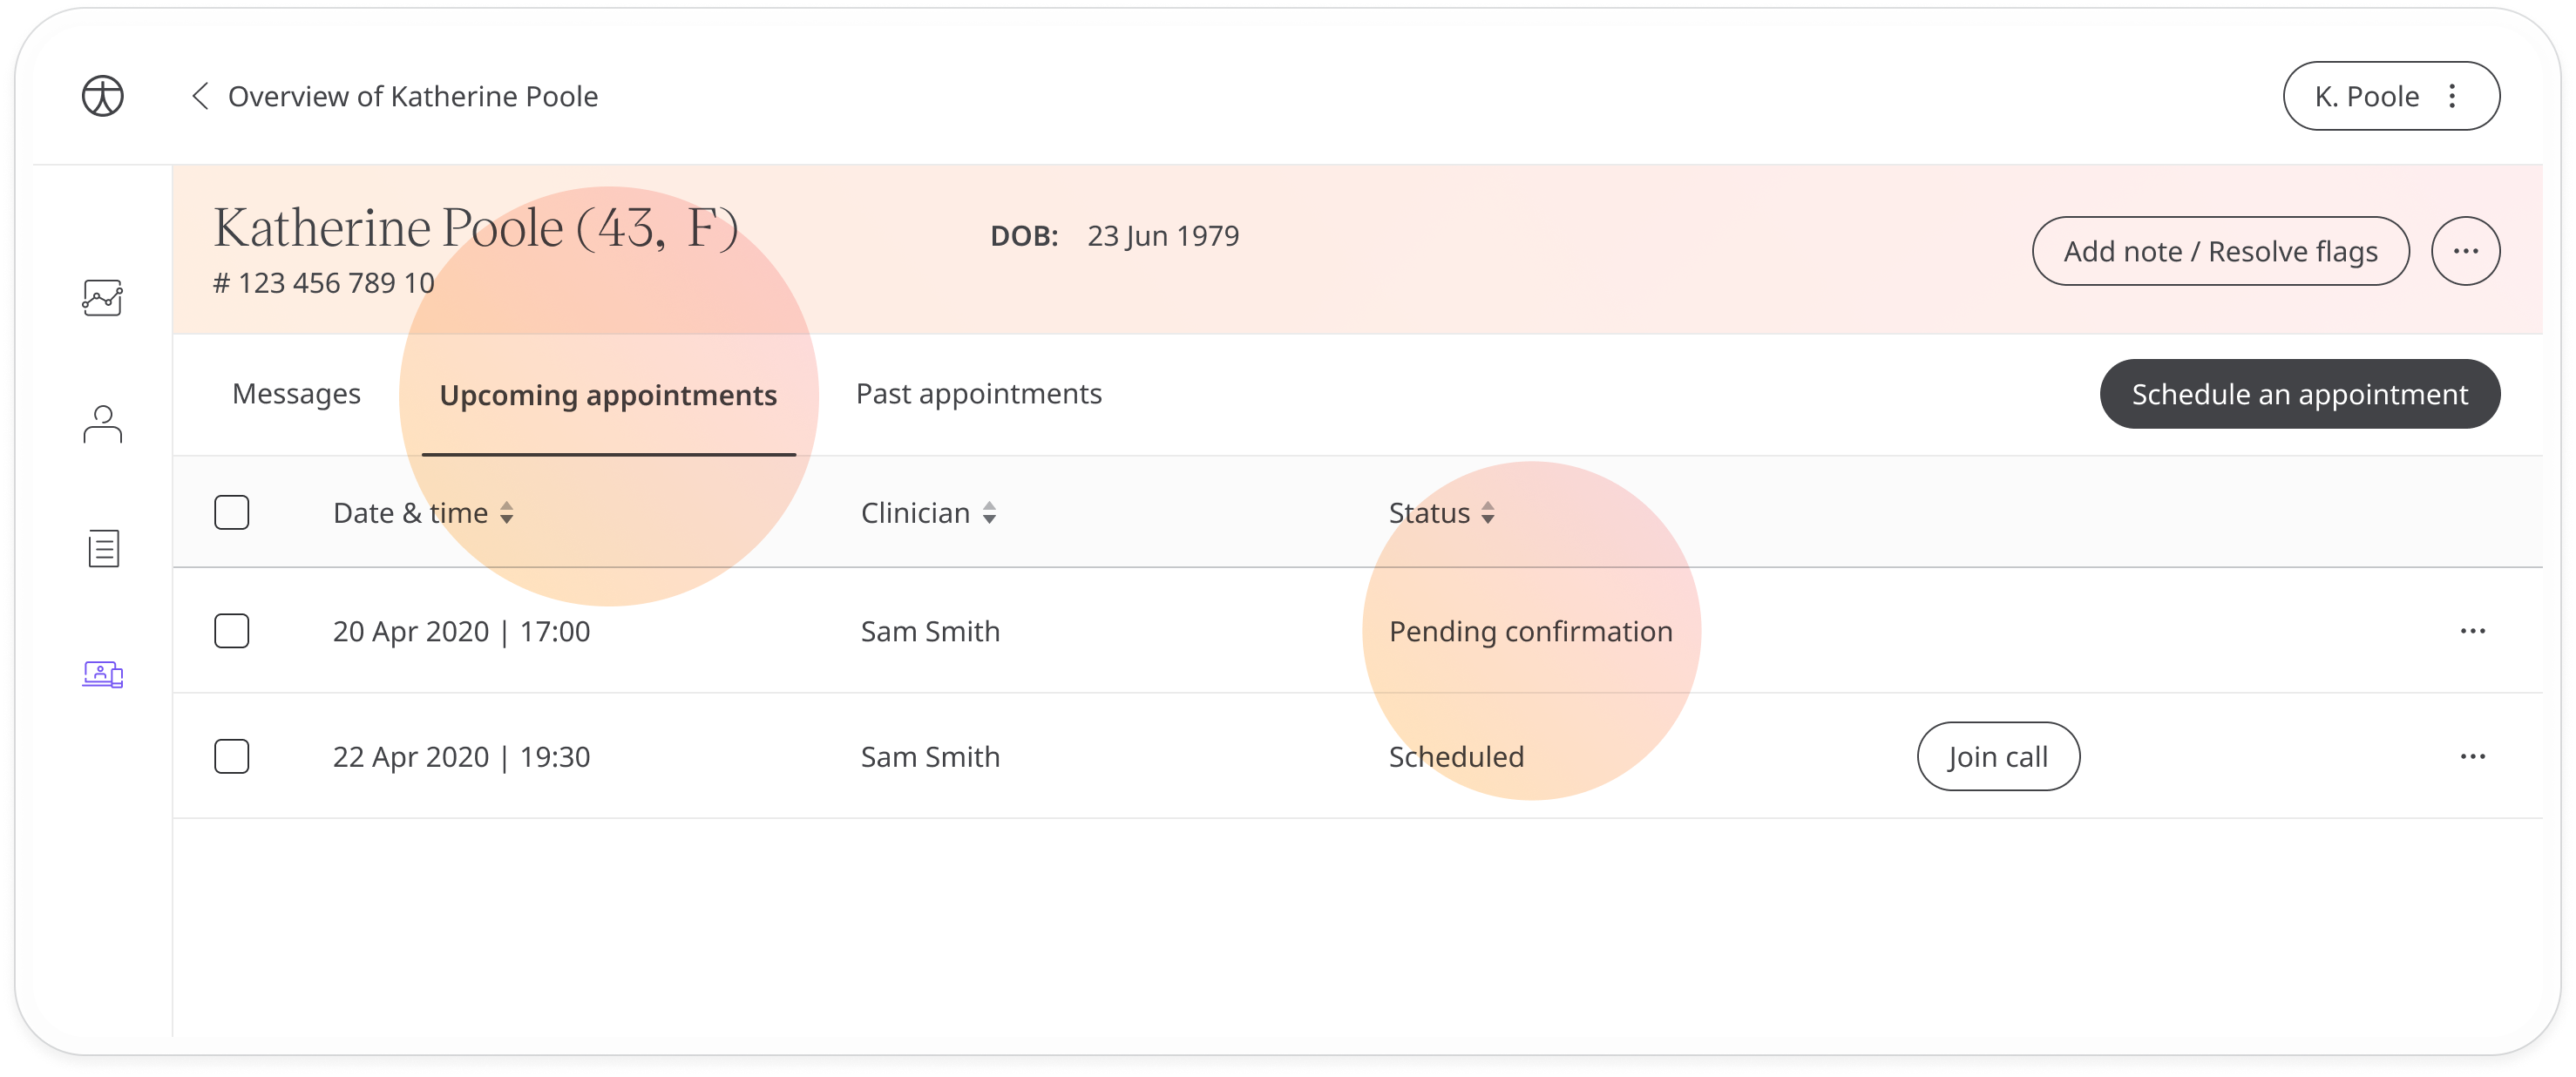 Overview of Katherine Poole
K. Poole
Katherine Poole (43, F)
DOB: 23 Jun 1979
# 123 456 789 10
Add note / Resolve flags
Messages
Upcoming appointments
Past appointments
Schedule an appointment
Date & time
Clinician
Status
20 Apr 2020 | 17:00
Sam Smith
Pending confirmation
22 Apr 2020 | 19:30
Sam Smith
Scheduled
Join call